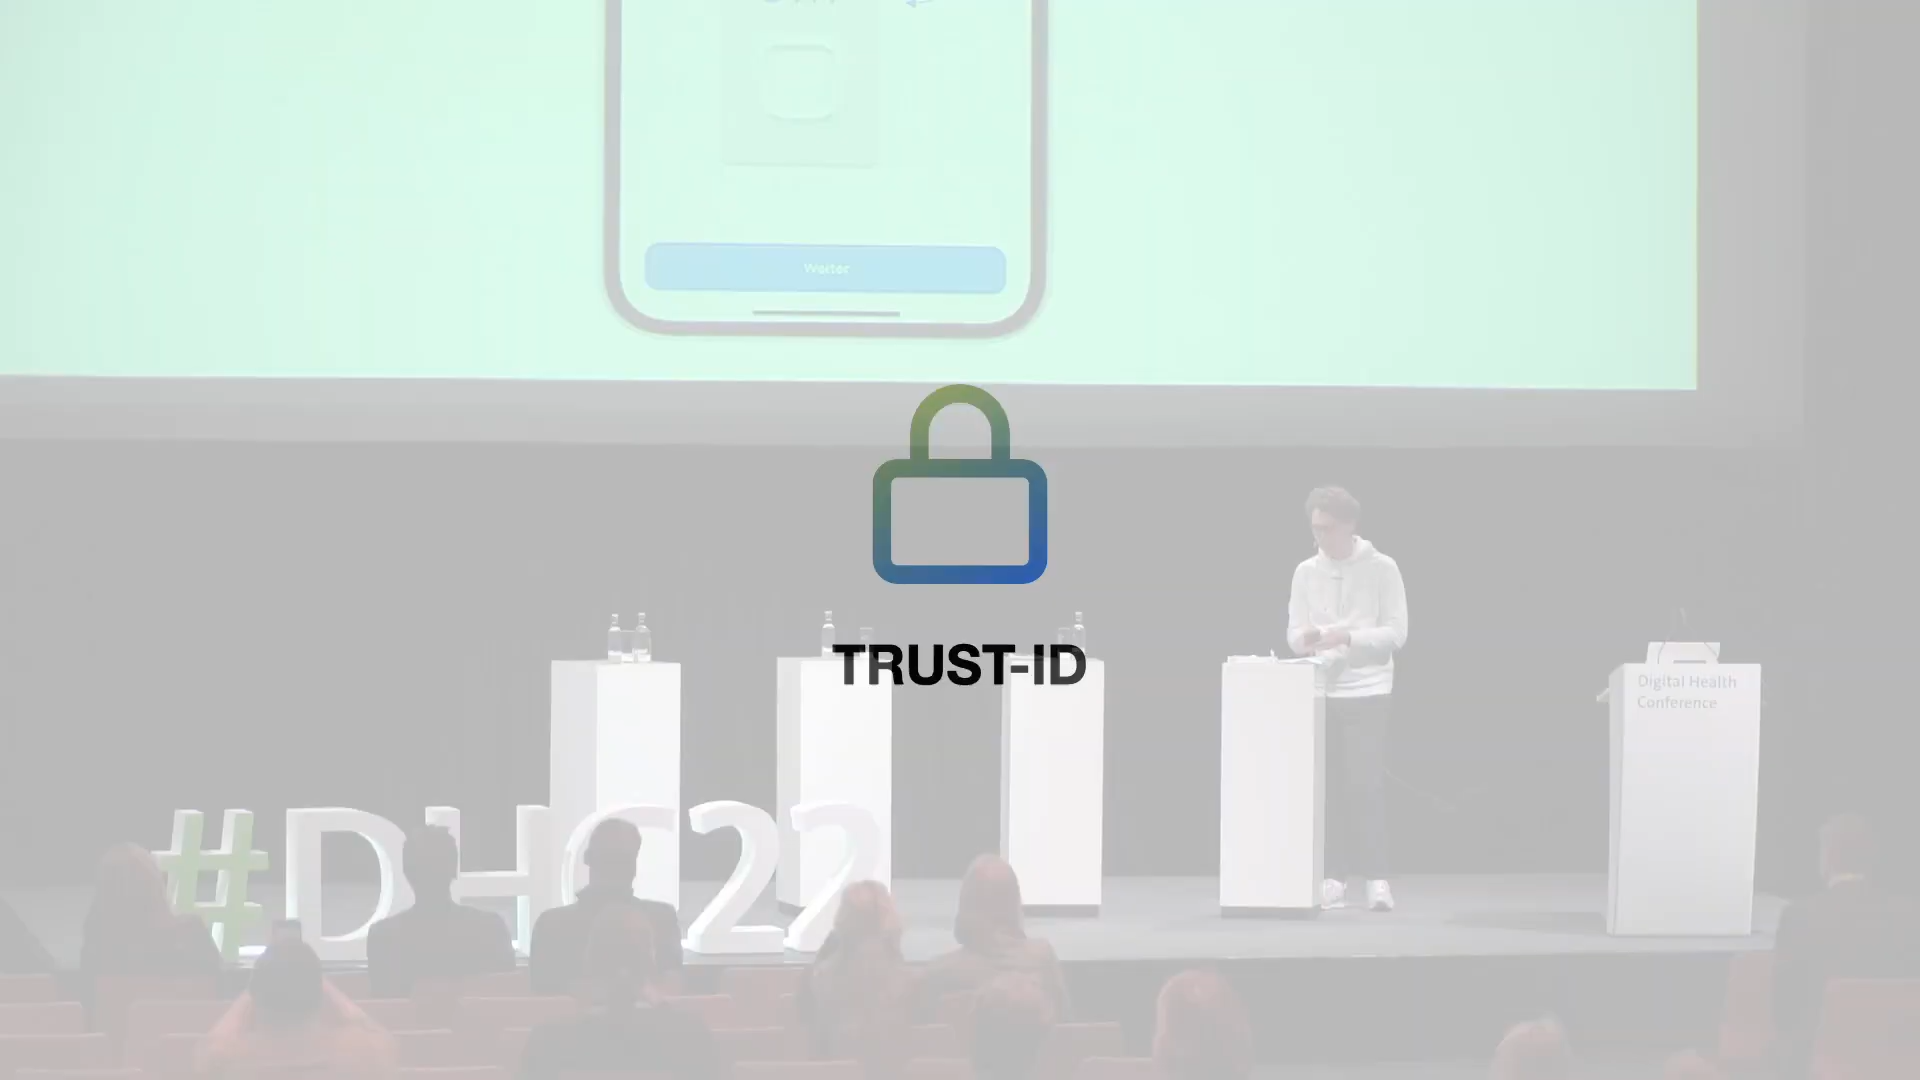 Weiter
TRUST-ID
Digital Health
Conference
#DHC22